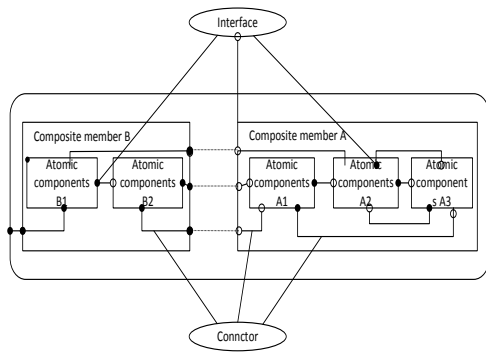 Interface
Composite member B
Composite member A
Atomic
components
B1
Atomic
components
B2
Atomic
components
A1
Atomic
components
A2
Atomic
component
s A3
Connctor